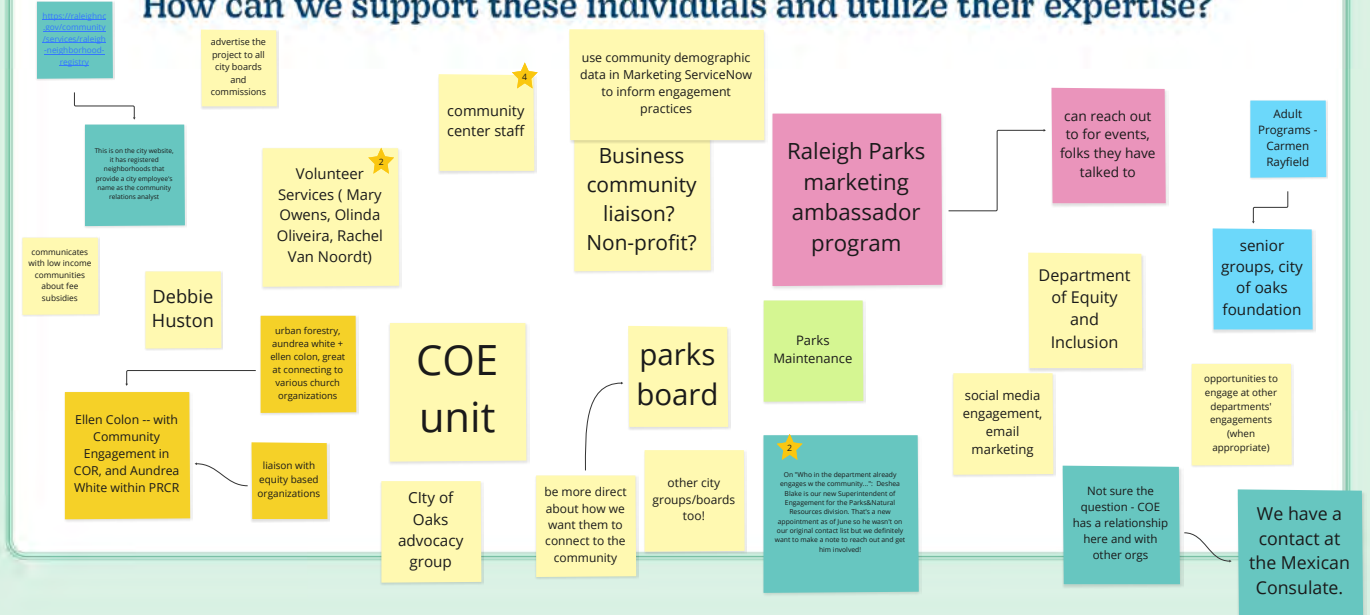 How can we support these individuals and utilize their expertise?
https://raleighnc
.gov/community
/services/raleigh
-neighborhood-
registry
advertise the
project to all
city boards
and
commissions
This is on the city website,
it has registered
neighborhoods that
provide a city employee's
name as the community
relations analyst
communicates
with low income
communities
about fee
subsidies
Debbie
Huston
2
Volunteer
Services ( Mary
Owens, Olinda
Oliveira, Rachel
Van Noordt)
4
community
center staff
use community demographic
data in Marketing ServiceNow
to inform engagement
practices
Business
community
liaison?
Non-profit?
Raleigh Parks
marketing
ambassador
program
can reach out
to for events,
folks they have
talked to
Adult
Programs -
Carmen
Rayfield
senior
groups, city
of oaks
foundation
Department
of Equity
and
Inclusion
urban forestry,
aundrea white +
ellen colon, great
at connecting to
various church
organizations
Ellen Colon -- with
Community
Engagement in
COR, and Aundrea
White within PRCR
liaison with
equity based
organizations
COE
unit
parks
board
Parks
Maintenance
social media
engagement,
email
marketing
opportunities to
engage at other
departments'
engagements
(when
appropriate)
CIty of
Oaks
advocacy
group
be more direct
about how we
want them to
connect to the
community
other city
groups/boards
too!
2
On "Who in the department already
engages w the community...": Deshea
Blake is our new Superintendent of
Engagement for the Parks&Natural
Resources division. That's a new
appointment as of June so he wasn't on
our original contact list but we definitely
want to make a note to reach out and get
him involved!
Not sure the
question - COE
has a relationship
here and with
other orgs
We have a
contact at
the Mexican
Consulate.